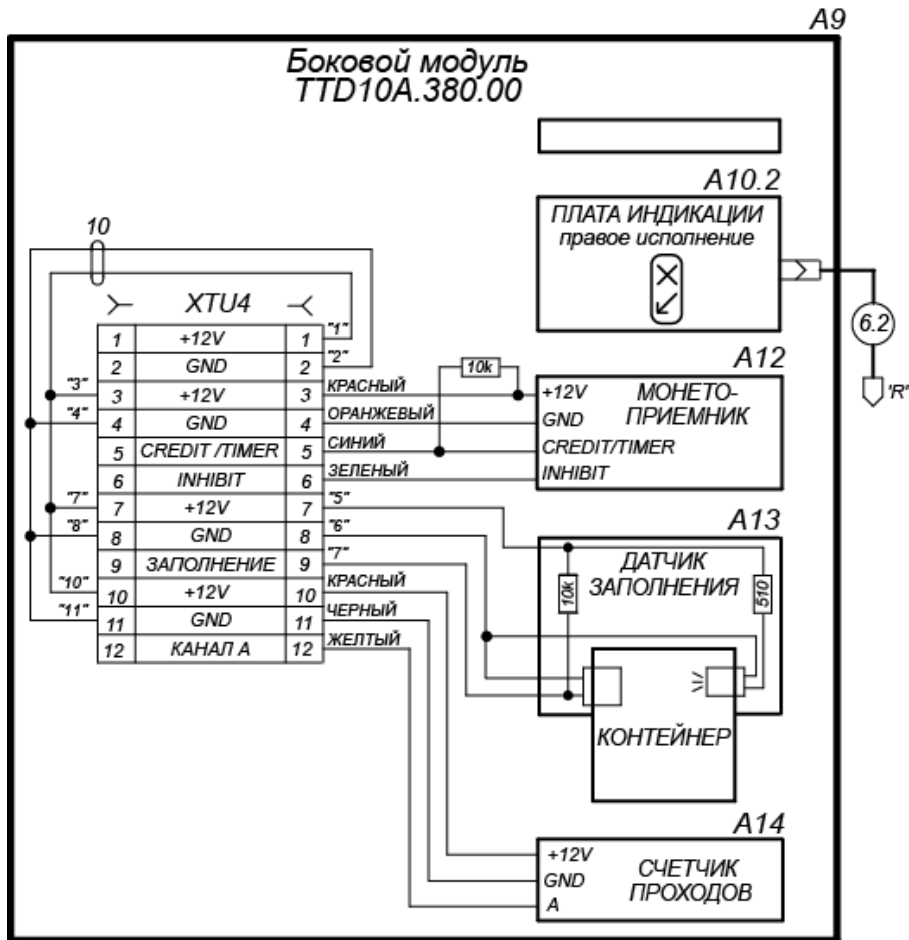 A9
Боковой модуль
TTD10A.380.00
A10.2
ПЛАТА ИНДИКАЦИИ
правое исполнение
6.2
'R'
10
XTU4
1 +12V 1 "1"
2 GND 2 "2"
"3" 3 +12V 3 КРАСНЫЙ
"4" 4 GND 4 ОРАНЖЕВЫЙ
5 CREDIT /TIMER 5 СИНИЙ
6 INHIBIT 6 ЗЕЛЕНЫЙ
"7" 7 +12V 7 "5"
"8" 8 GND 8 "6"
9 ЗАПОЛНЕНИЕ 9 "7"
"10" 10 +12V 10 КРАСНЫЙ
"11" 11 GND 11 ЧЕРНЫЙ
12 КАНАЛ А 12 ЖЕЛТЫЙ
10k
A12
МОНЕТО-
ПРИЕМНИК
+12V
GND
CREDIT/TIMER
INHIBIT
A13
ДАТЧИК
ЗАПОЛНЕНИЯ
10k
510
КОНТЕЙНЕР
A14
+12V
GND
A
СЧЕТЧИК
ПРОХОДОВ